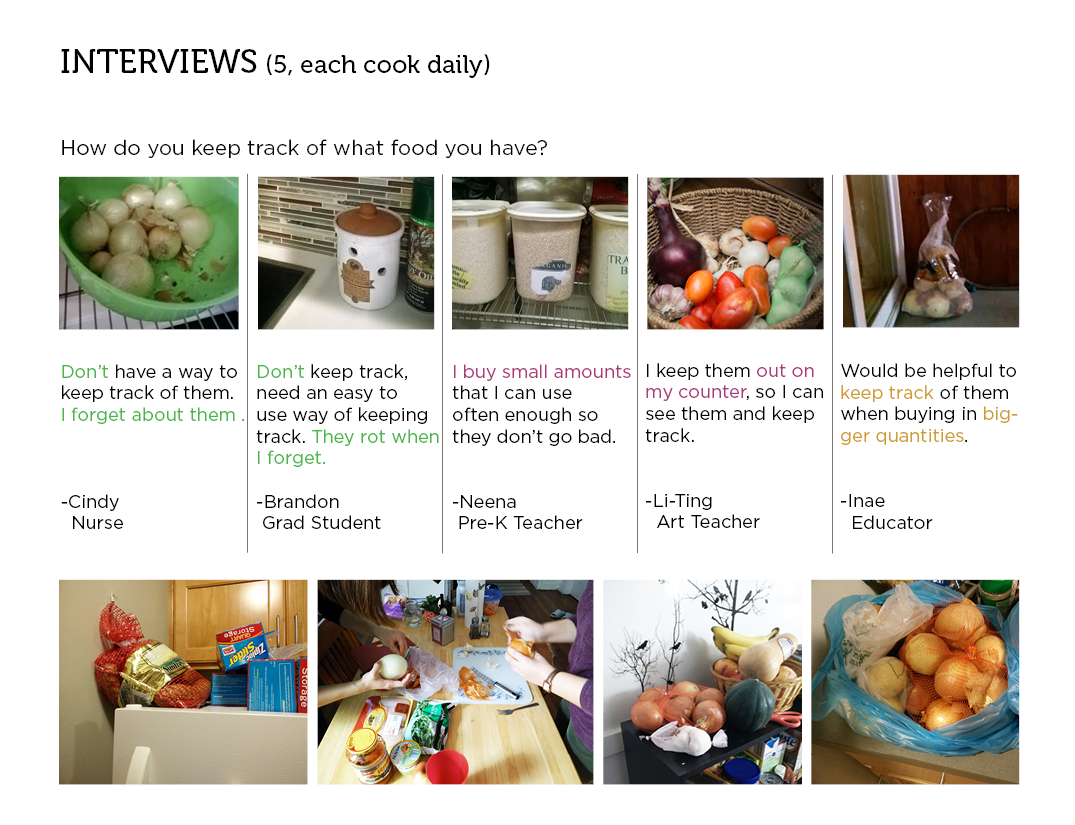 INTERVIEWS (5, each cook daily)
How do you keep track of what food you have?
Don't have a way to
keep track of them.
I forget about them .
-Cindy
Nurse
Don't keep track,
need an easy to
use way of keeping
track. They rot when
I forget.
-Brandon
Grad Student
I buy small amounts
that I can use
often enough so
they don't go bad.
-Neena
Pre-K Teacher
I keep them out on
my counter, so I can
see them and keep
track.
-Li-Ting
Art Teacher
Would be helpful to
keep track of them
when buying in big-
ger quantities.
-Inae
Educator
Storage
Slider
Storage